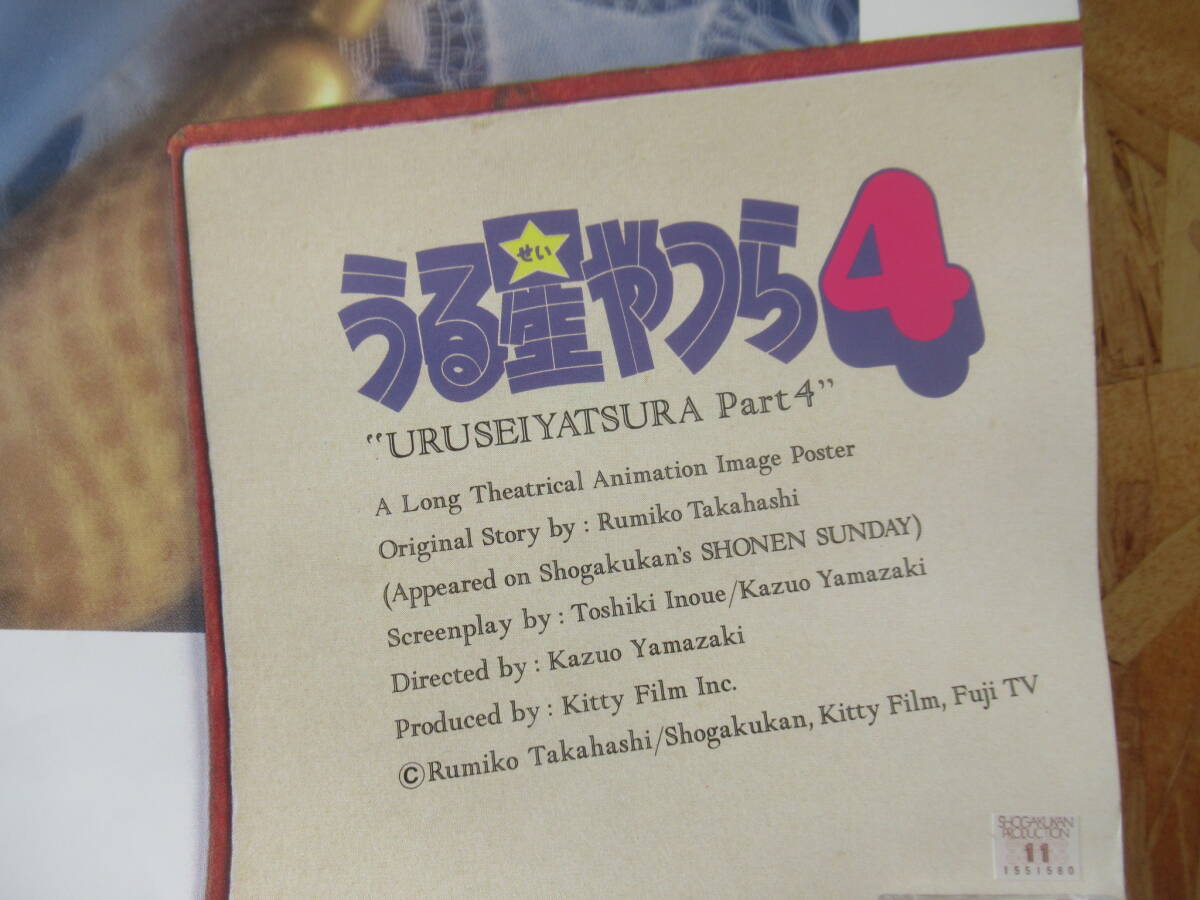 うる星やつら4
せい
“URUSEIYATSURA Part4”
A Long Theatrical Animation Image Poster
Original Story by : Rumiko Takahashi
(Appeared on Shogakukan's SHONEN SUNDAY)
Screenplay by : Toshiki Inoue/Kazuo Yamazaki
Directed by : Kazuo Yamazaki
Produced by : Kitty Film Inc.
©Rumiko Takahashi/Shogakukan, Kitty Film, Fuji TV
SHOGAKUKAN
PRODUCTION
11
1551580